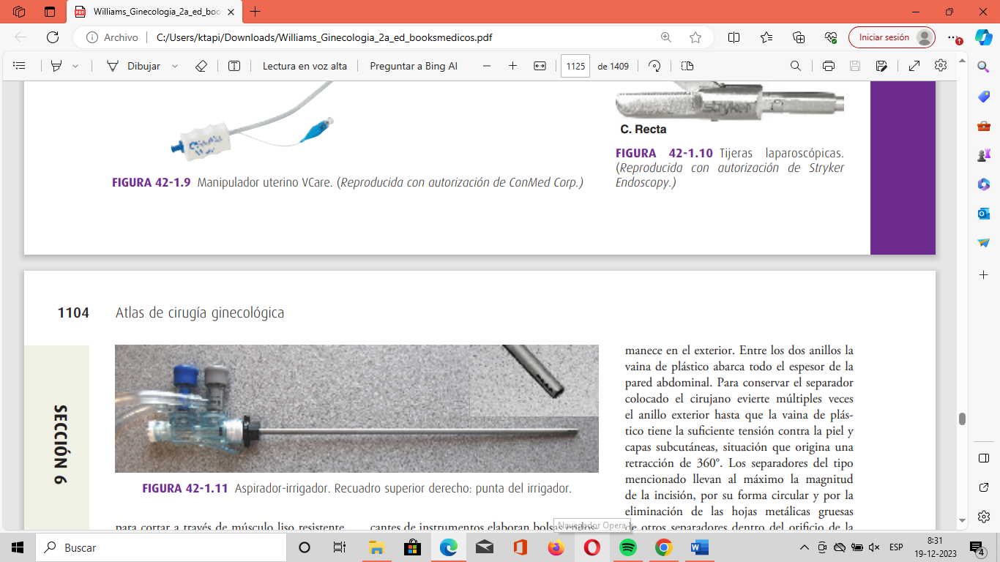 Williams_Ginecologia_2a_ed_boo
Archivo
C:/Users/ktapi/Downloads/Williams_Ginecologia_2a_ed_booksmedicos.pdf
Iniciar sesión
Dibujar
Lectura en voz alta
Preguntar a Bing AI
1125
de 1409
stryker
C. Recta
FIGURA 42-1.9 Manipulador uterino VCare. (Reproducida con autorización de ConMed Corp.)
FIGURA 42-1.10 Tijeras laparoscópicas.
(Reproducida con autorización de Stryker
Endoscopy.)
1104
Atlas de cirugía ginecológica
SECCIÓN 6
FIGURA 42-1.11 Aspirador-irrigador. Recuadro superior derecho: punta del irrigador.
para cortar a través de músculo liso resistente
cantes de instrumentos elaboran bolsas endos-
manece en el exterior. Entre los dos anillos la
vaina de plástico abarca todo el espesor de la
pared abdominal. Para conservar el separador
colocado el cirujano evierte múltiples veces
el anillo exterior hasta que la vaina de plás-
tico tiene la suficiente tensión contra la piel y
capas subcutáneas, situación que origina una
retracción de 360°. Los separadores del tipo
mencionado llevan al máximo la magnitud
de la incisión, por su forma circular y por la
eliminación de las hojas metálicas gruesas
de otros separadores dentro del orificio de la
Navegador Opera
Buscar
ESP
8:31
19-12-2023
4